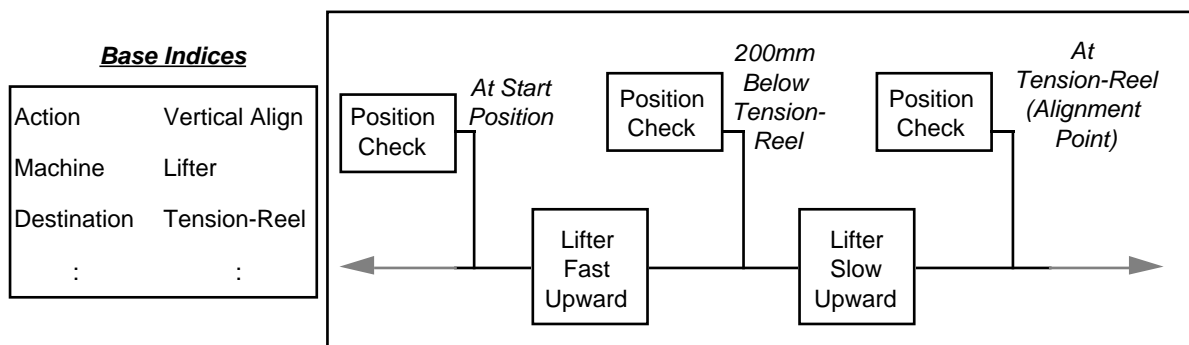 Base Indices
Action Vertical Align
Machine Lifter
Destination Tension-Reel
: :
Position
Check
At Start
Position
Position
Check
200mm
Below
Tension-
Reel
Position
Check
At
Tension-Reel
(Alignment
Point)
Lifter
Fast
Upward
Lifter
Slow
Upward